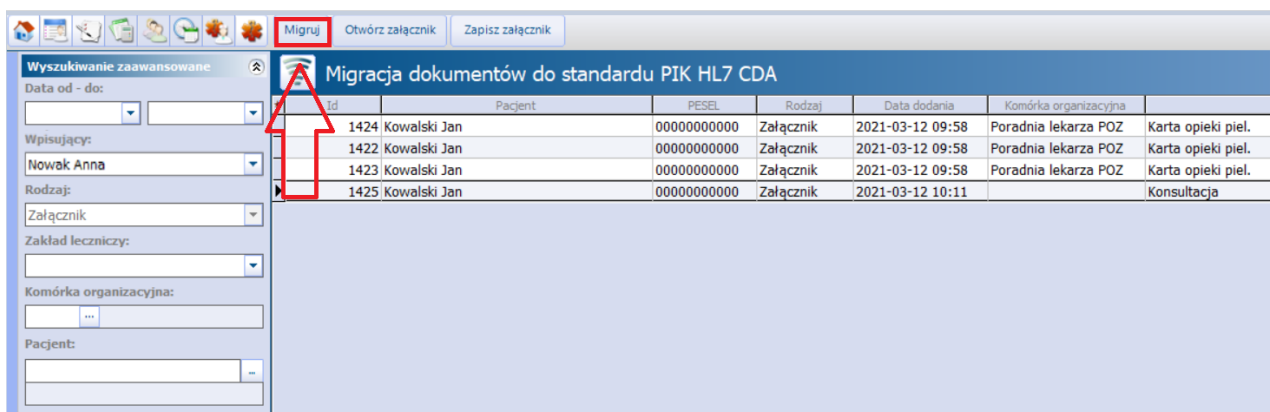 Migruj Otwórz załącznik Zapisz załącznik
Wyszukiwanie zaawansowane
Data od - do:
Wpisujący:
Nowak Anna
Rodzaj:
Załącznik
Zakład leczniczy:
Komórka organizacyjna:
...
Pacjent:
...
Migracja dokumentów do standardu PIK HL7 CDA
Id Pacjent PESEL Rodzaj Data dodania Komórka organizacyjna
1424 Kowalski Jan 00000000000 Załącznik 2021-03-12 09:58 Poradnia lekarza POZ Karta opieki piel.
1422 Kowalski Jan 00000000000 Załącznik 2021-03-12 09:58 Poradnia lekarza POZ Karta opieki piel.
1423 Kowalski Jan 00000000000 Załącznik 2021-03-12 09:58 Poradnia lekarza POZ Karta opieki piel.
1425 Kowalski Jan 00000000000 Załącznik 2021-03-12 10:11 Konsultacja